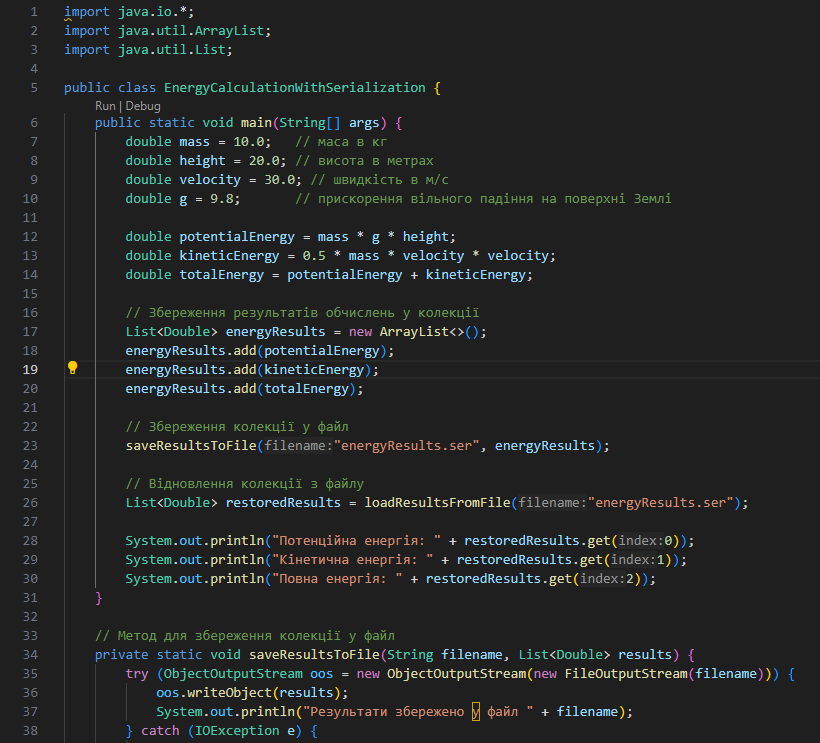 1 import java.io.*;
2 import java.util.ArrayList;
3 import java.util.List;
4
5 public class EnergyCalculationWithSerialization {
Run | Debug
6 public static void main(String[] args) {
7 double mass = 10.0; // маса в кг
8 double height = 20.0; // висота в метрах
9 double velocity = 30.0; // швидкість в м/с
10 double g = 9.8; // прискорення вільного падіння на поверхні Землі
11
12 double potentialEnergy = mass * g * height;
13 double kineticEnergy = 0.5 * mass * velocity * velocity;
14 double totalEnergy = potentialEnergy + kineticEnergy;
15
16 // Збереження результатів обчислень у колекції
17 List<Double> energyResults = new ArrayList<>();
18 energyResults.add(potentialEnergy);
19 energyResults.add(kineticEnergy);
20 energyResults.add(totalEnergy);
21
22 // Збереження колекції у файл
23 saveResultsToFile(filename:"energyResults.ser", energyResults);
24
25 // Відновлення колекції з файлу
26 List<Double> restoredResults = loadResultsFromFile(filename:"energyResults.ser");
27
28 System.out.println("Потенційна енергія: " + restoredResults.get(index:0));
29 System.out.println("Кінетична енергія: " + restoredResults.get(index:1));
30 System.out.println("Повна енергія: " + restoredResults.get(index:2));
31 }
32
33 // Метод для збереження колекції у файл
34 private static void saveResultsToFile(String filename, List<Double> results) {
35 try (ObjectOutputStream oos = new ObjectOutputStream(new FileOutputStream(filename))) {
36 oos.writeObject(results);
37 System.out.println("Результати збережено у файл " + filename);
38 } catch (IOException e) {